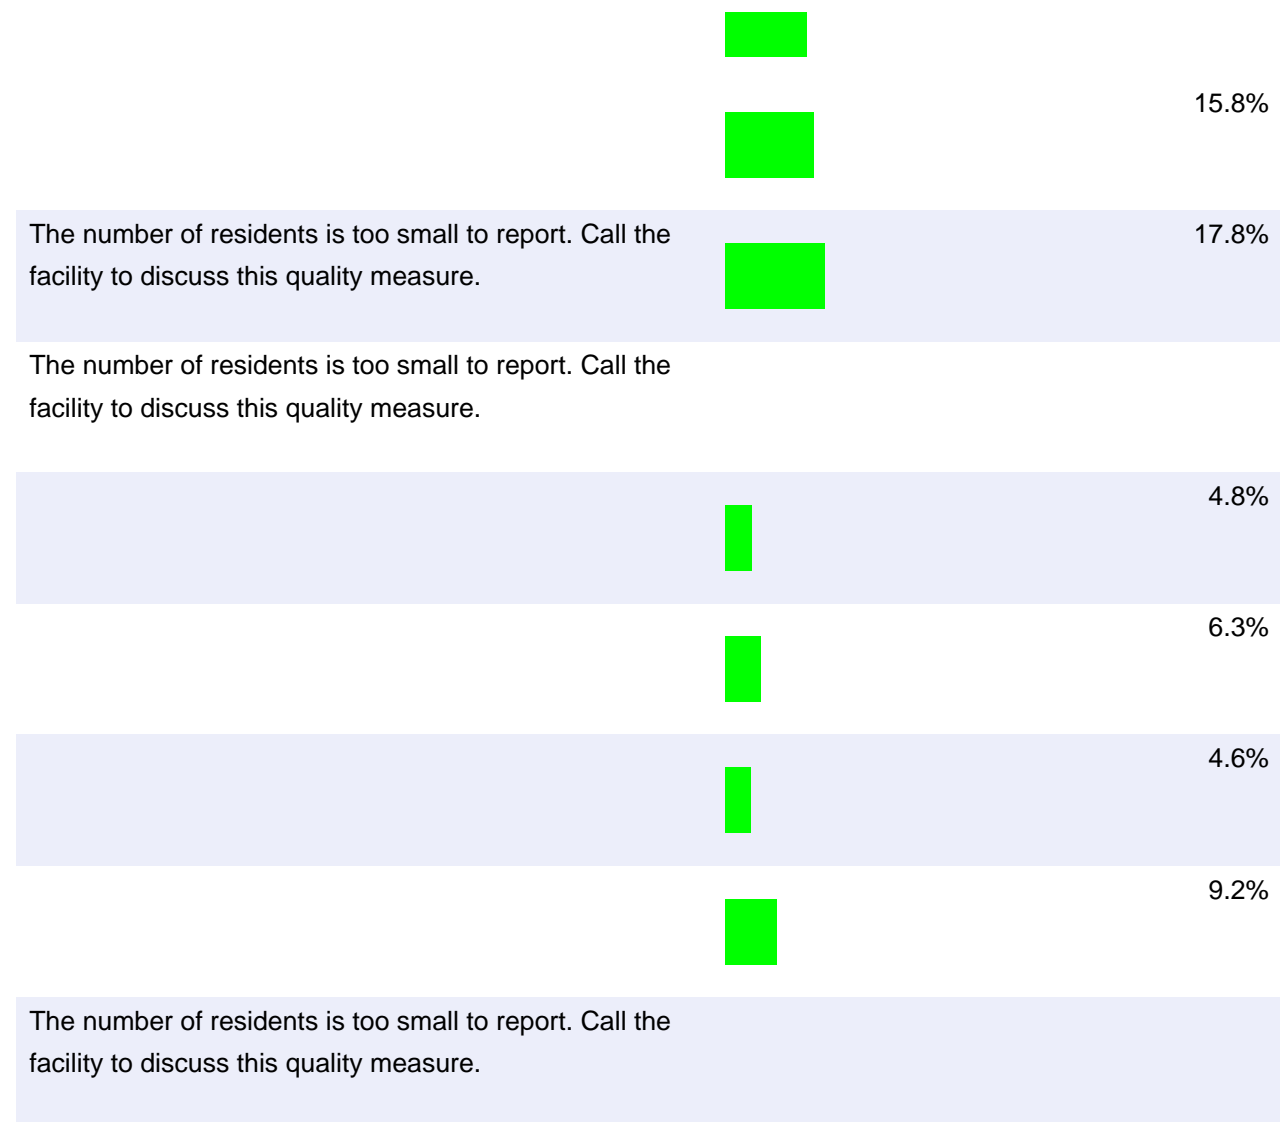 15.8%
The number of residents is too small to report. Call the
17.8%
facility to discuss this quality measure.
The number of residents is too small to report. Call the
facility to discuss this quality measure.
4.8%
6.3%
4.6%
9.2%
The number of residents is too small to report. Call the
facility to discuss this quality measure.